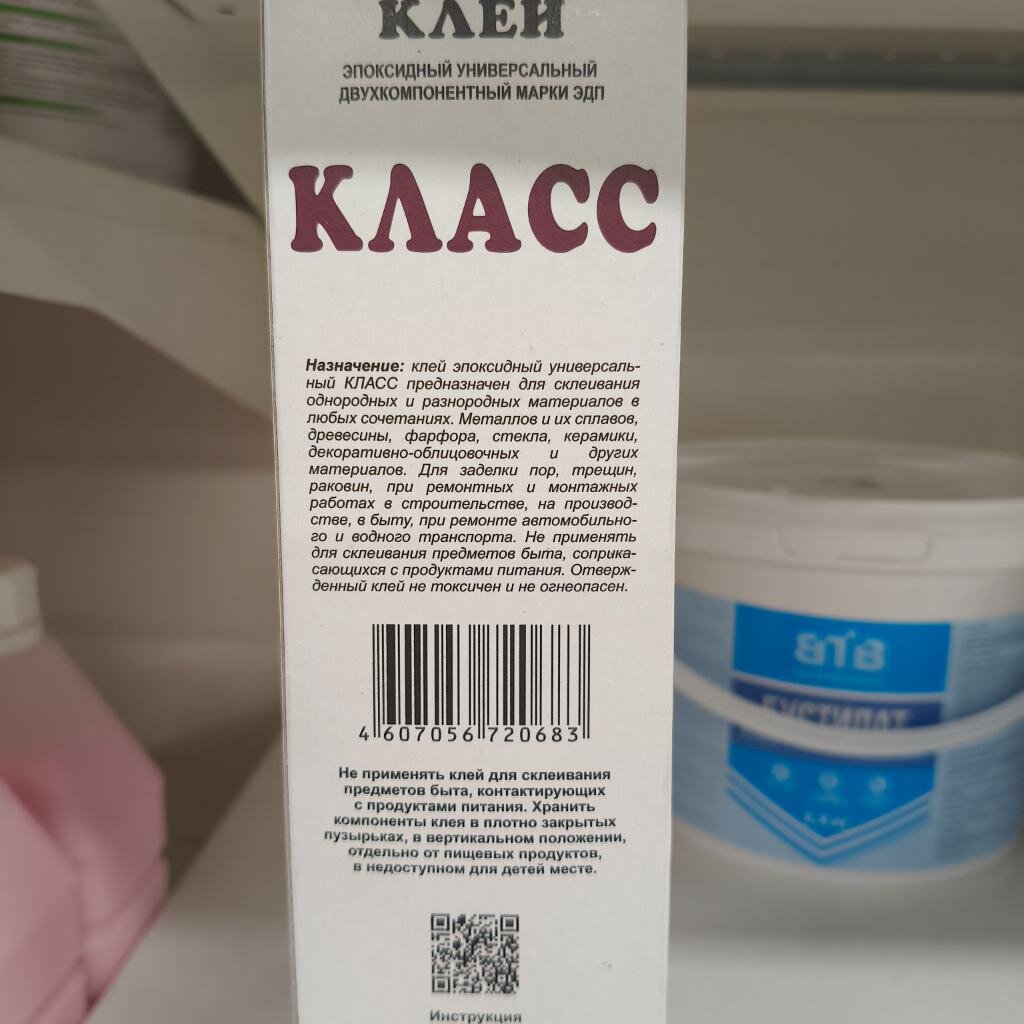 КЛЕЙ
ЭПОКСИДНЫЙ УНИВЕРСАЛЬНЫЙ
ДВУХКОМПОНЕНТНЫЙ МАРКИ ЭДП
КЛАСС
Назначение: клей эпоксидный универсаль-
ный КЛАСС предназначен для склеивания
однородных и разнородных материалов в
любых сочетаниях. Металлов и их сплавов,
древесины, фарфора, стекла, керамики,
декоративно-облицовочных и других
материалов. Для заделки пор, трещин,
раковин, при ремонтных и монтажных
работах в строительстве, на производ-
стве, в быту, при ремонте автомобильно-
го и водного транспорта. Не применять
для склеивания предметов быта, соприка-
сающихся с продуктами питания. Отверж-
денный клей не токсичен и не огнеопасен.
4 607056 720683
Не применять клей для склеивания
предметов быта, контактирующих
с продуктами питания. Хранить
компоненты клея в плотно закрытых
пузырьках, в вертикальном положении,
отдельно от пищевых продуктов,
в недоступном для детей месте.
Инструкция
ВТВ
БУСТИЛАТ